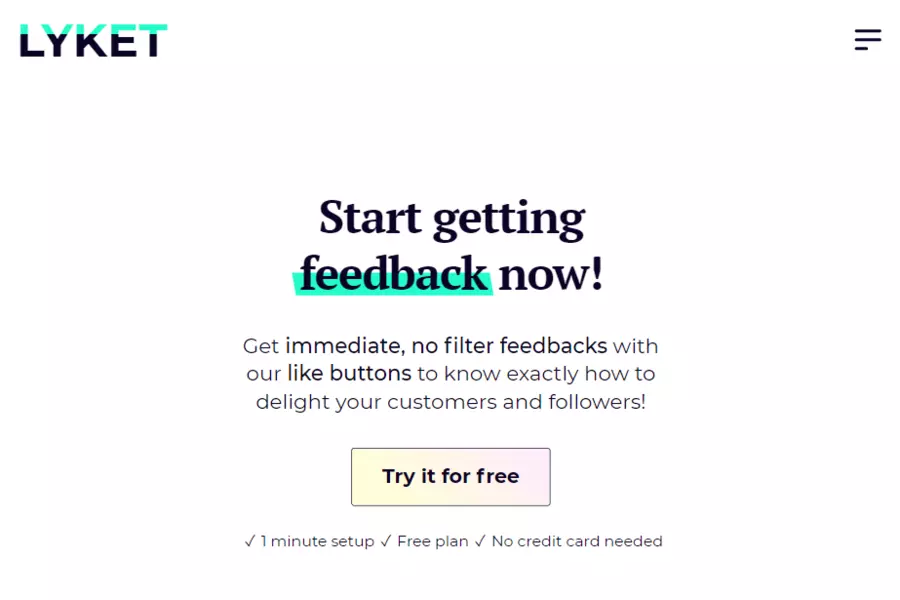 LYKET
Start getting
feedback now!
Get immediate, no filter feedbacks with
our like buttons to know exactly how to
delight your customers and followers!
Try it for free
✓ 1 minute setup ✓ Free plan ✓ No credit card needed